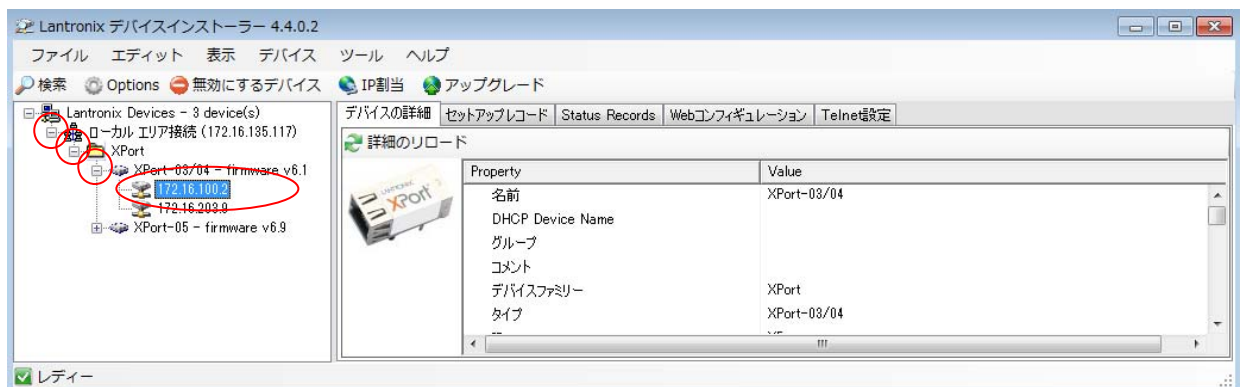 Lantronix デバイスインストーラー 4.4.0.2
ファイル エディット 表示 デバイス ツール ヘルプ
検索 Options 無効にするデバイス IP割当 アップグレード
Lantronix Devices - 3 device(s)
ローカル エリア接続 (172.16.135.117)
XPort
XPort-03/04 - firmware v6.1
172.16.100.2
172.16.203.9
XPort-05 - firmware v6.9
デバイスの詳細 セットアップレコード Status Records Webコンフィギュレーション Telnet設定
詳細のリロード
LANTRONIX
XPort
Property Value
名前 XPort-03/04
DHCP Device Name
グループ
コメント
デバイスファミリー XPort
タイプ XPort-03/04
レディー